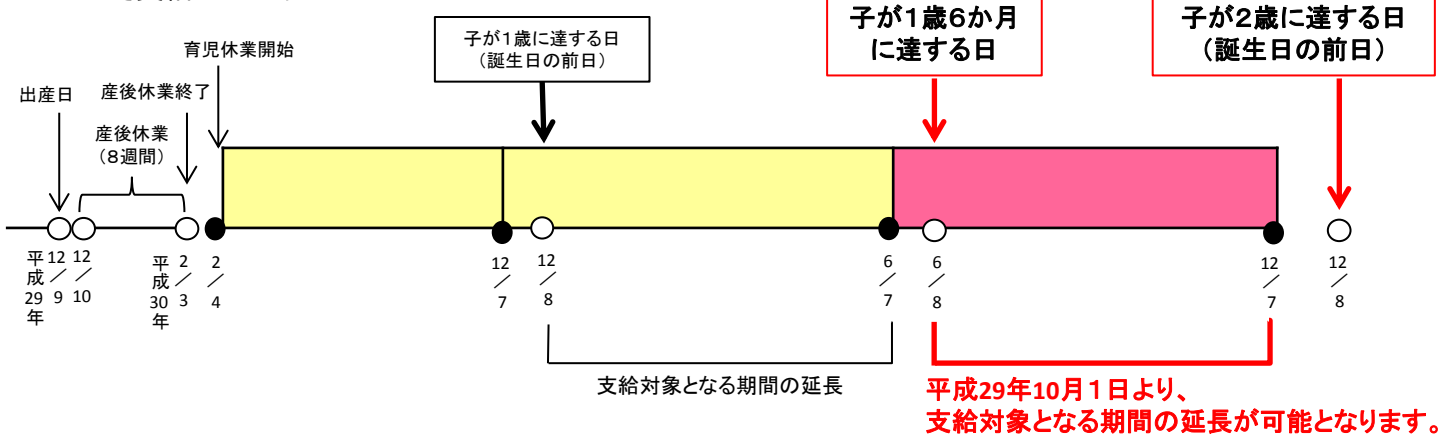 子が1歳6か月
に達する日
子が2歳に達する日
（誕生日の前日）
子が1歳に達する日
（誕生日の前日）
育児休業開始
出産日
産後休業終了
産後休業
（8週間）
平成29年
12／9
12／10
平成30年
2／3
2／4
12／7
12／8
6／7
6／8
12／7
12／8
支給対象となる期間の延長
平成29年10月１日より、
支給対象となる期間の延長が可能となります。